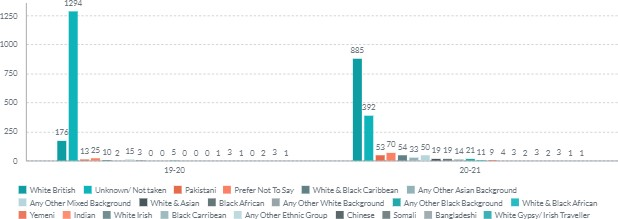 1294
1250
1000
885
750
500
392
250
176
13 25 10 2 15 3 0 0 5 0 0 0 1 3 1 0 2 3 1
53 70 54 33 50 19 19 14 21 11 9 4 3 2 3 2 3 1 1
0
19-20 20-21
White British Unknown/ Not taken Pakistani Prefer Not To Say White & Black Caribbean Any Other Asian Background
Any Other Mixed Background White & Asian Black African Any Other White Background Any Other Black Background White & Black African
Yemeni Indian White Irish Black Carribean Any Other Ethnic Group Chinese Somali Bangladeshi White Gypsy/ Irish Traveller